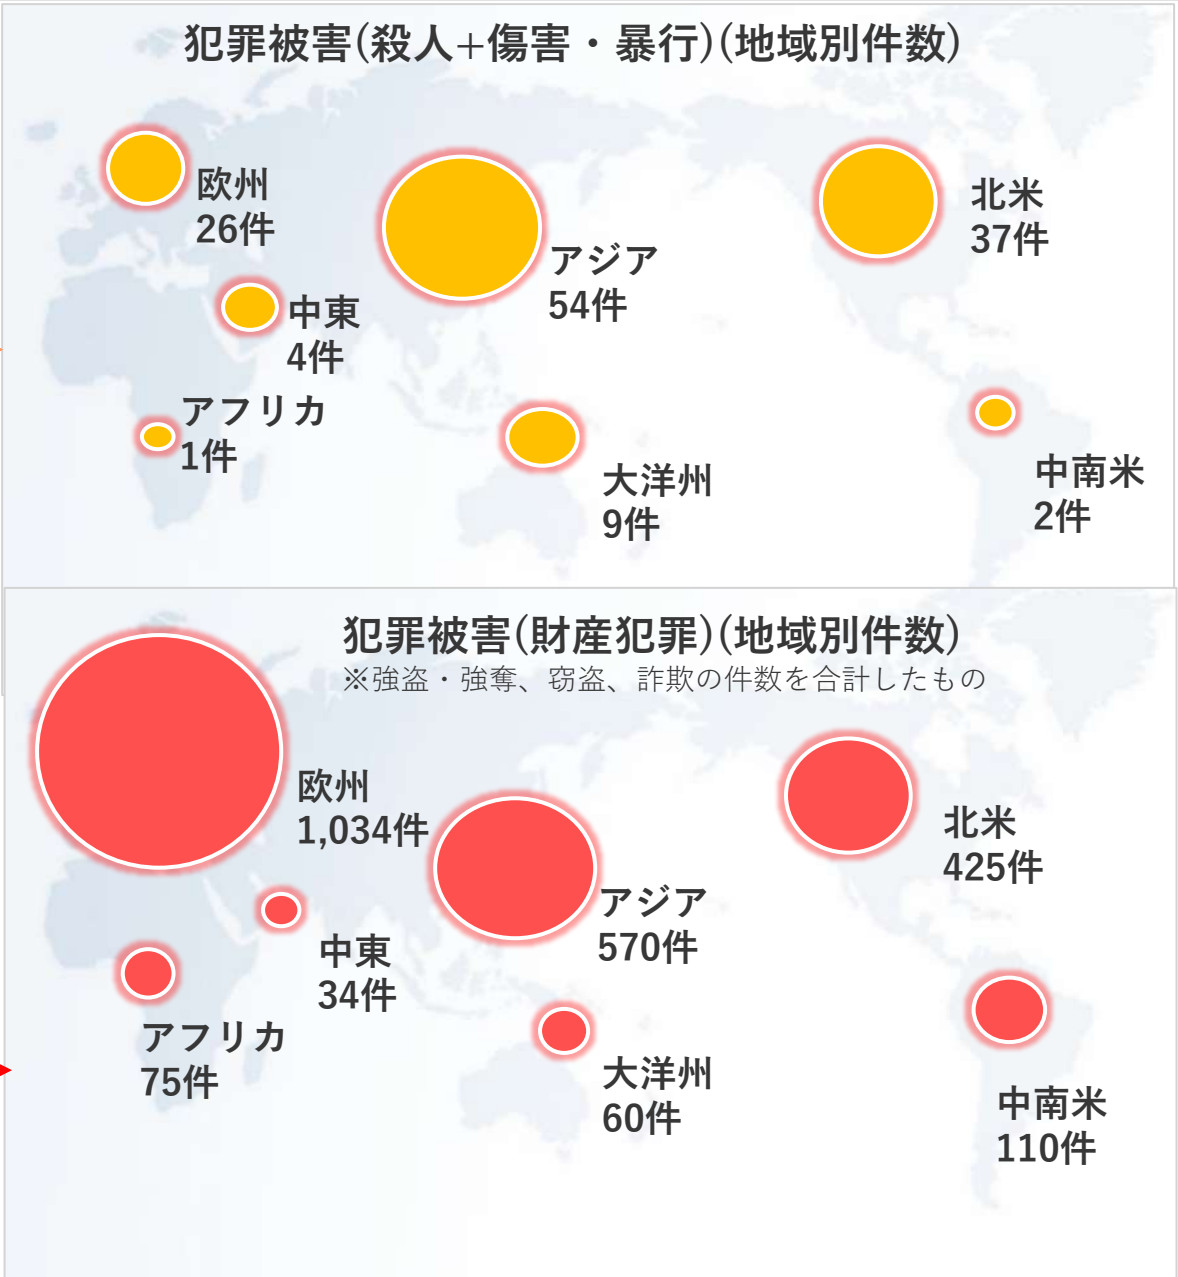 犯罪被害(殺人+傷害・暴行)(地域別件数)
欧州
26件
アジア
54件
北米
37件
中東
4件
アフリカ
1件
大洋州
9件
中南米
2件
犯罪被害(財産犯罪)(地域別件数)
※強盗・強奪、窃盗、詐欺の件数を合計したもの
欧州
1,034件
アジア
570件
北米
425件
中東
34件
アフリカ
75件
大洋州
60件
中南米
110件